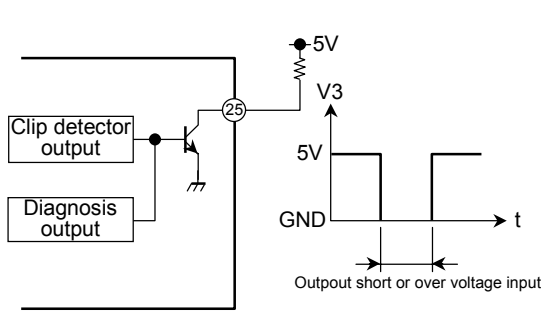 5V
25
Clip detector
output
Diagnosis
output
V3
5V
GND
t
Outpout short or over voltage input